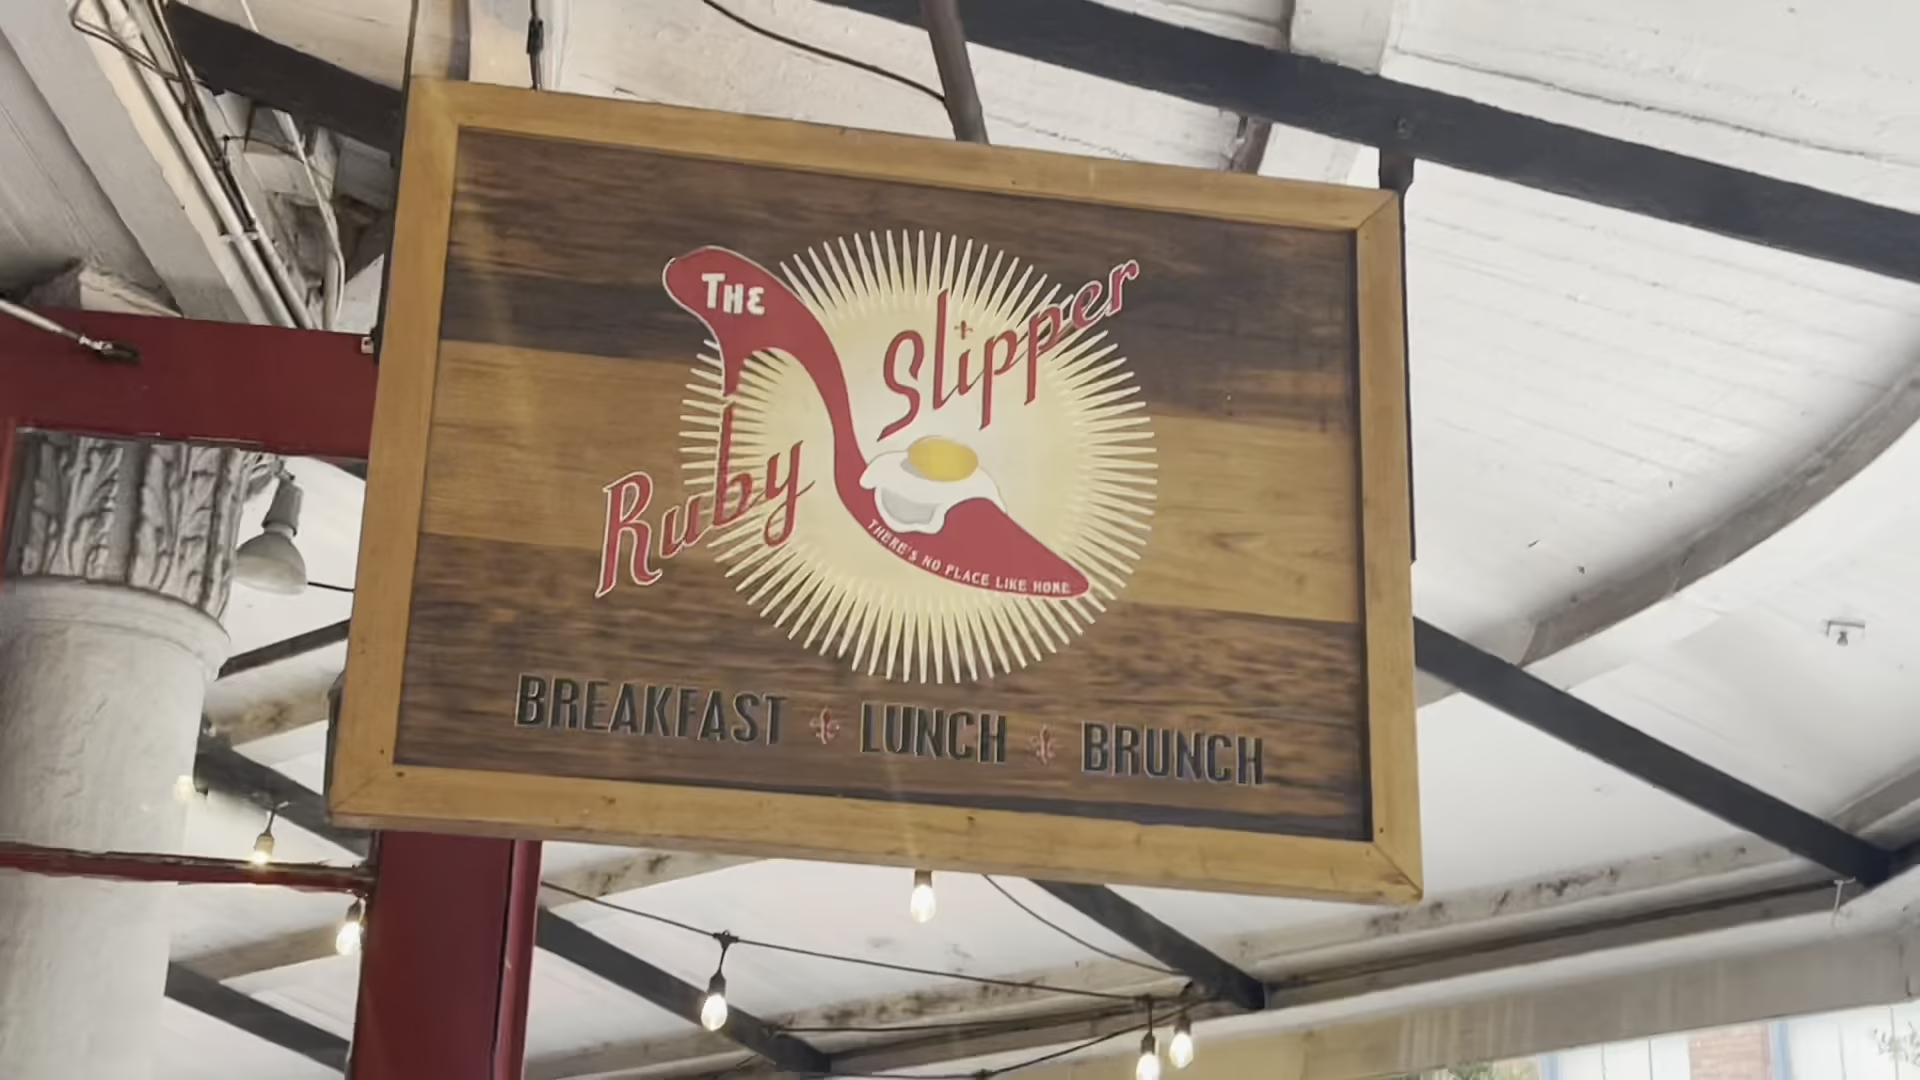 THE
Ruby Slipper
THERE'S NO PLACE LIKE HOME
BREAKFAST LUNCH BRUNCH